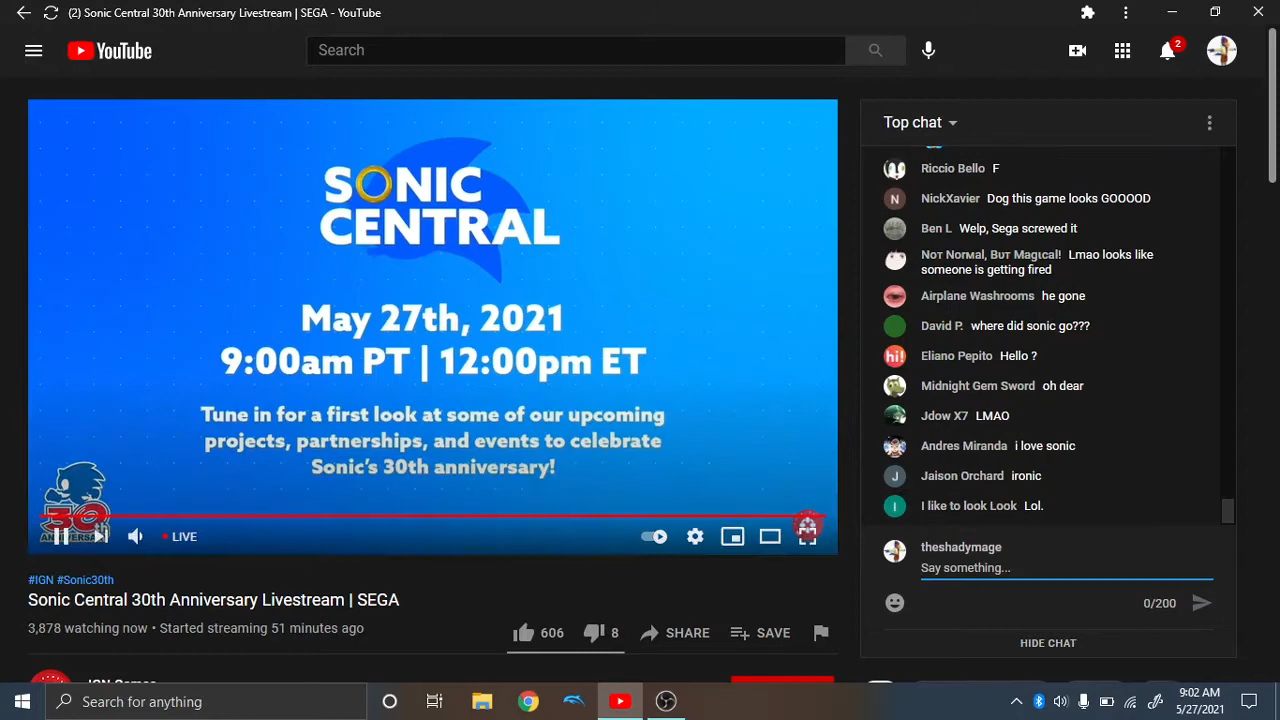 (2) Sonic Central 30th Anniversary Livestream | SEGA - YouTube
YouTube
Search
2
SONIC
CENTRAL
May 27th, 2021
9:00am PT | 12:00pm ET
Tune in for a first look at some of our upcoming
projects, partnerships, and events to celebrate
Sonic's 30th anniversary!
30th
ANNIVERSARY
LIVE
#IGN #Sonic30th
Sonic Central 30th Anniversary Livestream | SEGA
3,878 watching now • Started streaming 51 minutes ago
606
8
SHARE
SAVE
Top chat
Riccio Bello F
N NickXavier Dog this game looks GOOOOD
Ben L Welp, Sega screwed it
Nᴏᴛ Nᴏʀᴍᴀʟ, Bᴜᴛ Mᴀɢɪᴄᴀʟ! Lmao looks like
someone is getting fired
Airplane Washrooms he gone
David P. where did sonic go???
hi! Eliano Pepito Hello ?
Midnight Gem Sword oh dear
Jdow X7 LMAO
Andres Miranda i love sonic
J Jaison Orchard ironic
I I like to look Look Lol.
theshadymage
Say something...
0/200
HIDE CHAT
Search for anything
9:02 AM
5/27/2021